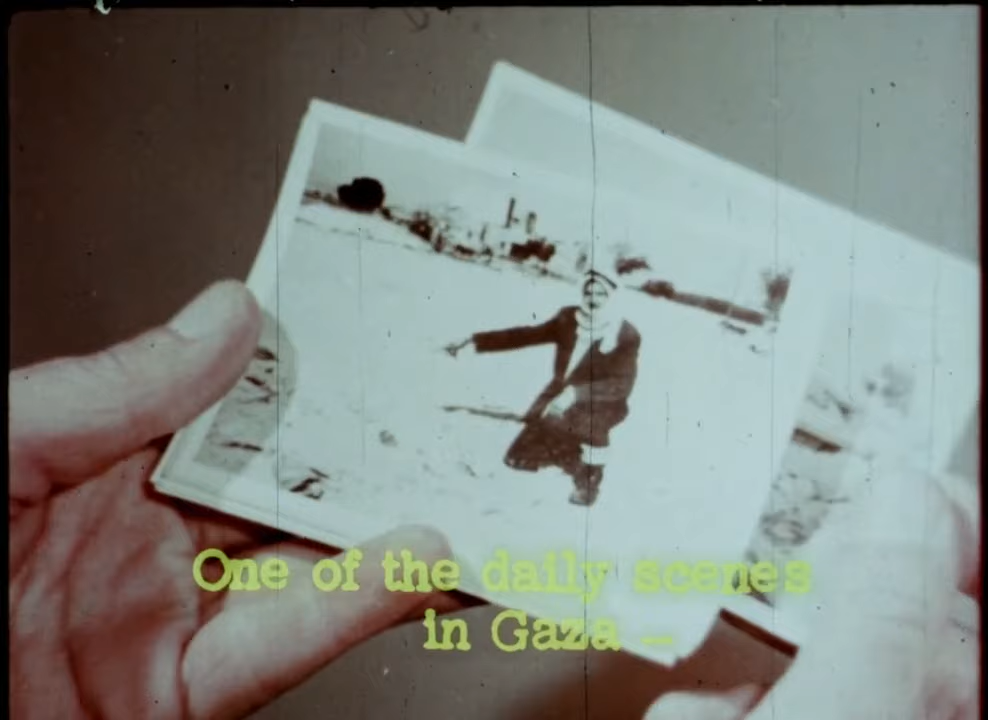 One of the daily scenes
in Gaza —